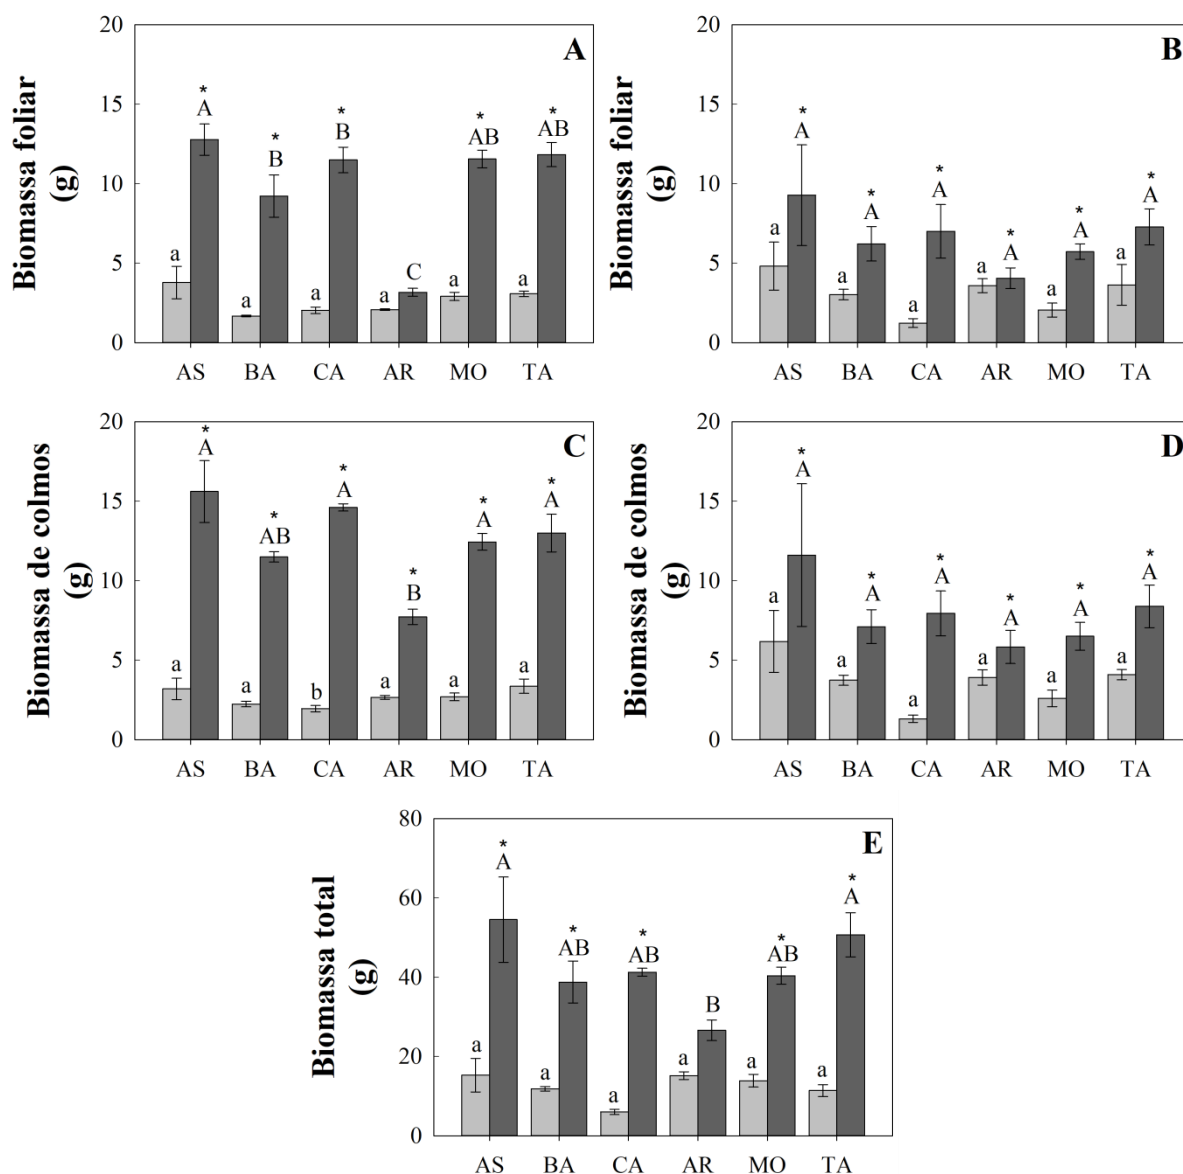 Biomassa foliar
(g)
20
15
10
5
0
A
* * * * *
A B B C AB AB
a a a a a a
AS BA CA AR MO TA
Biomassa foliar
(g)
20
15
10
5
0
B
* * * * * *
A A A A A A
a a a a a a
AS BA CA AR MO TA
Biomassa de colmos
(g)
20
15
10
5
0
C
* * * * * *
A AB A B A A
a a b a a a
AS BA CA AR MO TA
Biomassa de colmos
(g)
20
15
10
5
0
D
* * * * * *
A A A A A A
a a a a a a
AS BA CA AR MO TA
Biomassa total
(g)
80
60
40
20
0
E
* * * * *
A AB AB B AB A
a a a a a a
AS BA CA AR MO TA